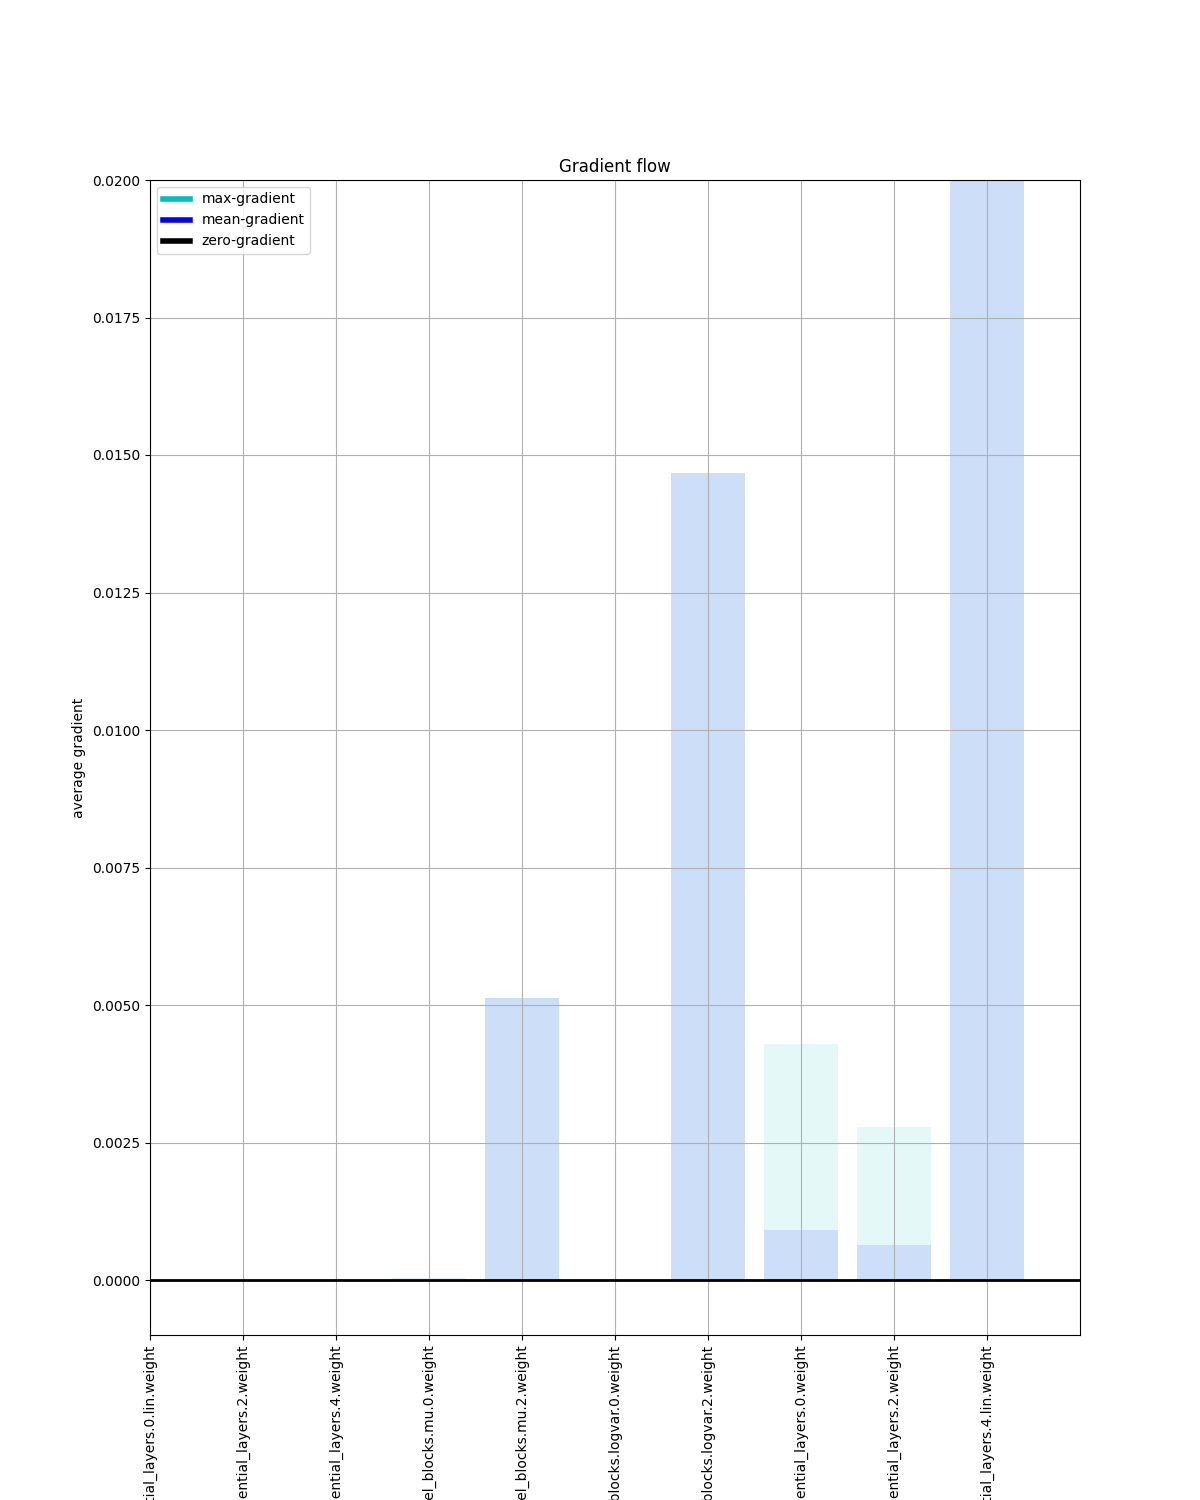 Gradient flow
max-gradient
mean-gradient
zero-gradient
0.0200
0.0175
0.0150
0.0125
0.0100
0.0075
0.0050
0.0025
0.0000
average gradient
tial_layers.0.lin.weight
ential_layers.2.weight
ential_layers.4.weight
el_blocks.mu.0.weight
el_blocks.mu.2.weight
blocks.logvar.0.weight
blocks.logvar.2.weight
ential_layers.0.weight
ential_layers.2.weight
tial_layers.4.lin.weight